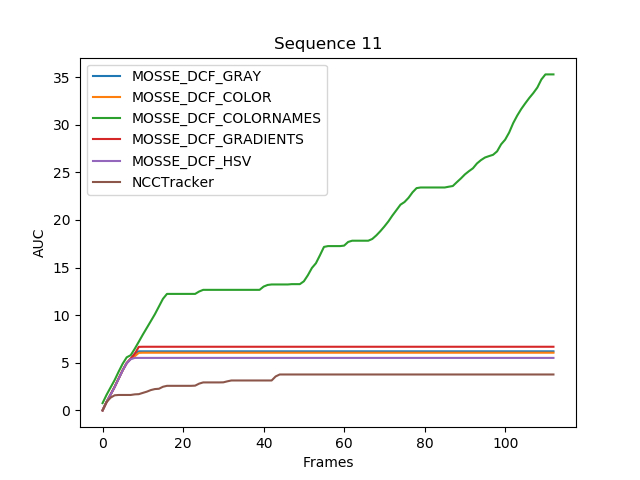 Sequence 11
MOSSE_DCF_GRAY
MOSSE_DCF_COLOR
MOSSE_DCF_COLORNAMES
MOSSE_DCF_GRADIENTS
MOSSE_DCF_HSV
NCCTracker
AUC
35
30
25
20
15
10
5
0
0 20 40 60 80 100
Frames